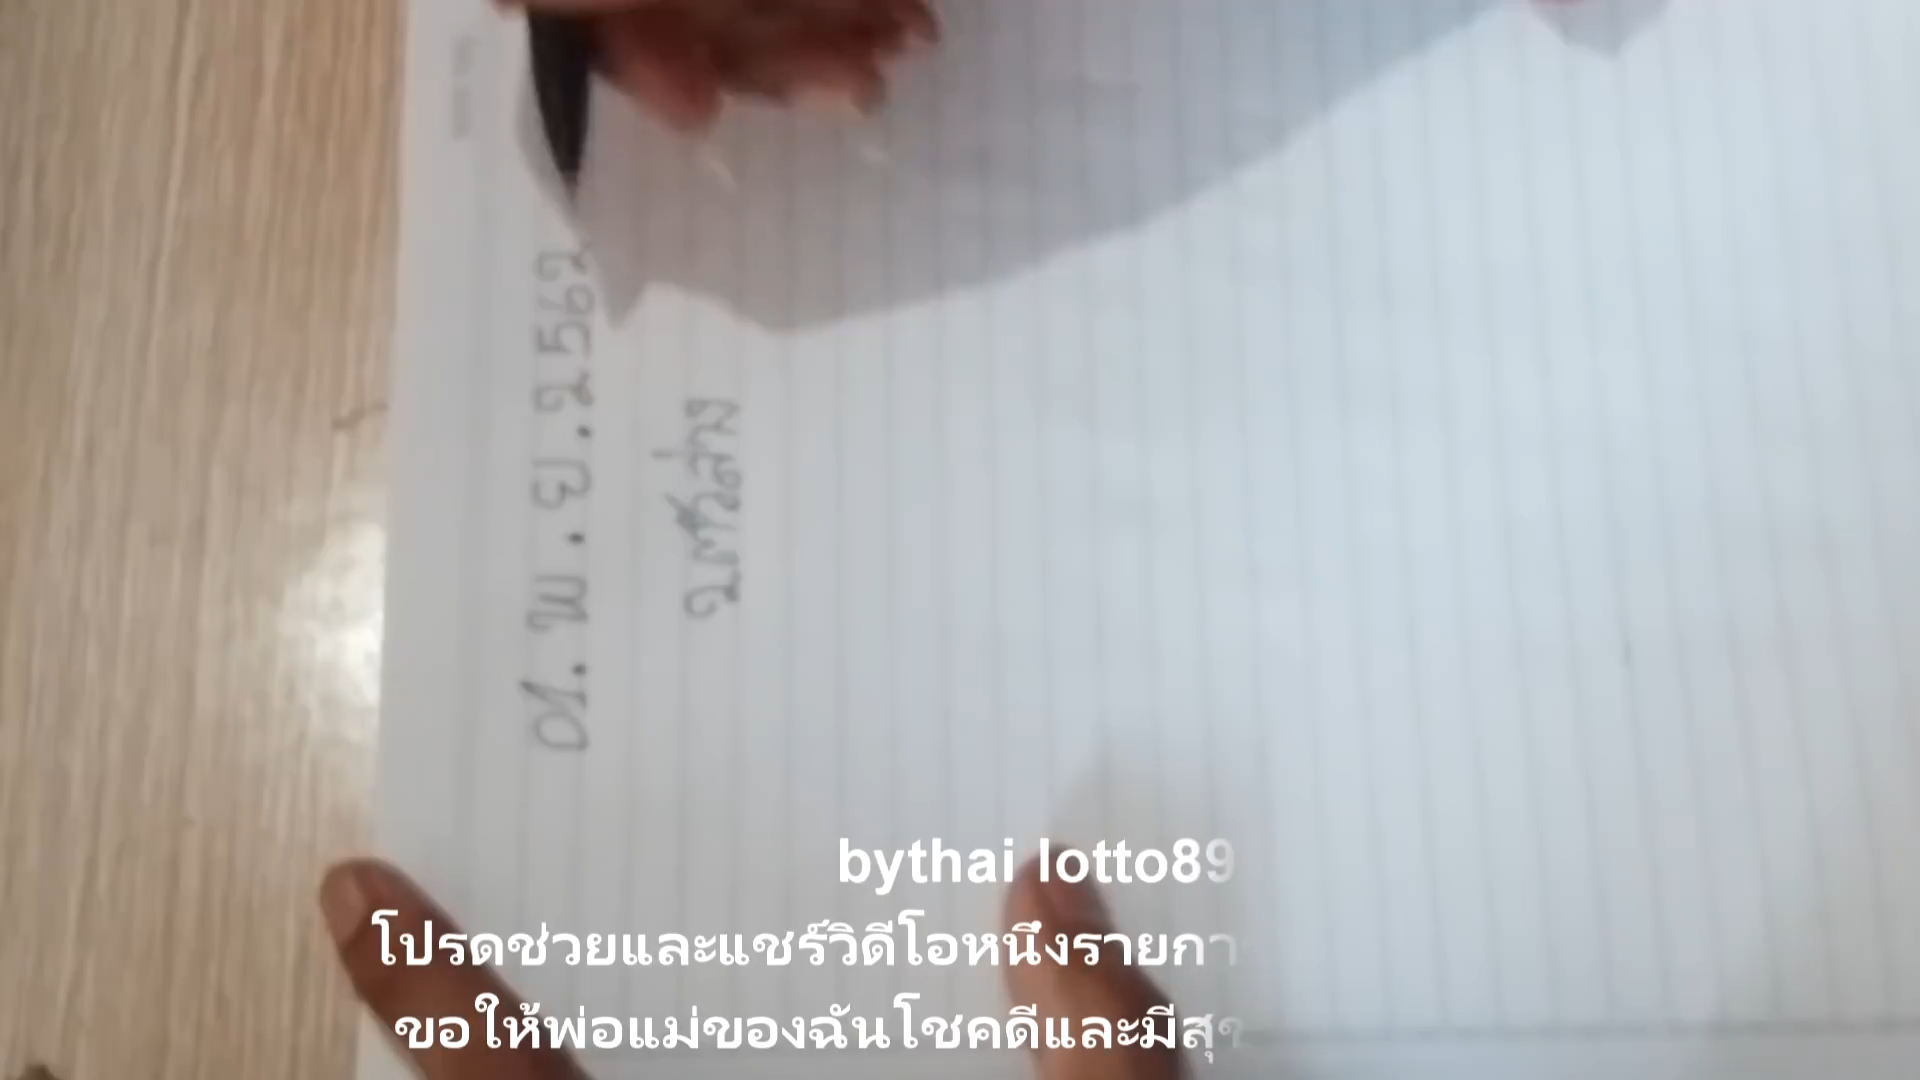 01. พ. ย. 2562
บทีล่าง
bythai lotto89
โปรดช่วยและแชร์วิดีโอหนึ่งรายกา
ขอให้พ่อแม่ของฉันโชคดีและมีสุข